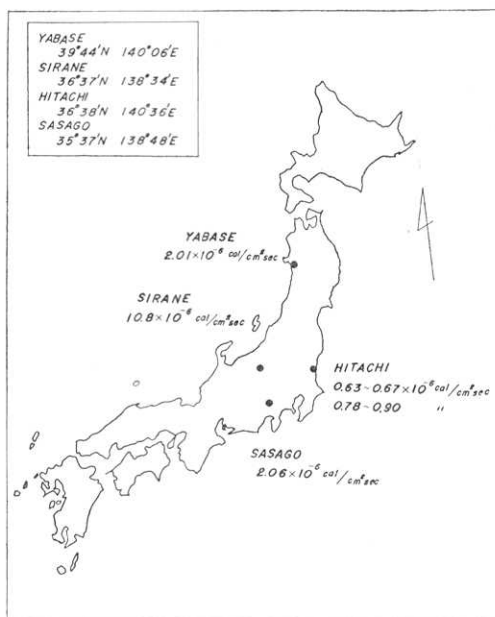 YABASE
39°44'N 140°06'E
SIRANE
36°37'N 138°34'E
HITACHI
36°38'N 140°36'E
SASAGO
35°37'N 138°48'E
YABASE
2.01×10⁻⁶ cal/cm²sec
SIRANE
10.8×10⁻⁶ cal/cm²sec
HITACHI
0.63~0.67×10⁻⁶ cal/cm²sec
0.78~0.90 〃
SASAGO
2.06×10⁻⁶ cal/cm²sec